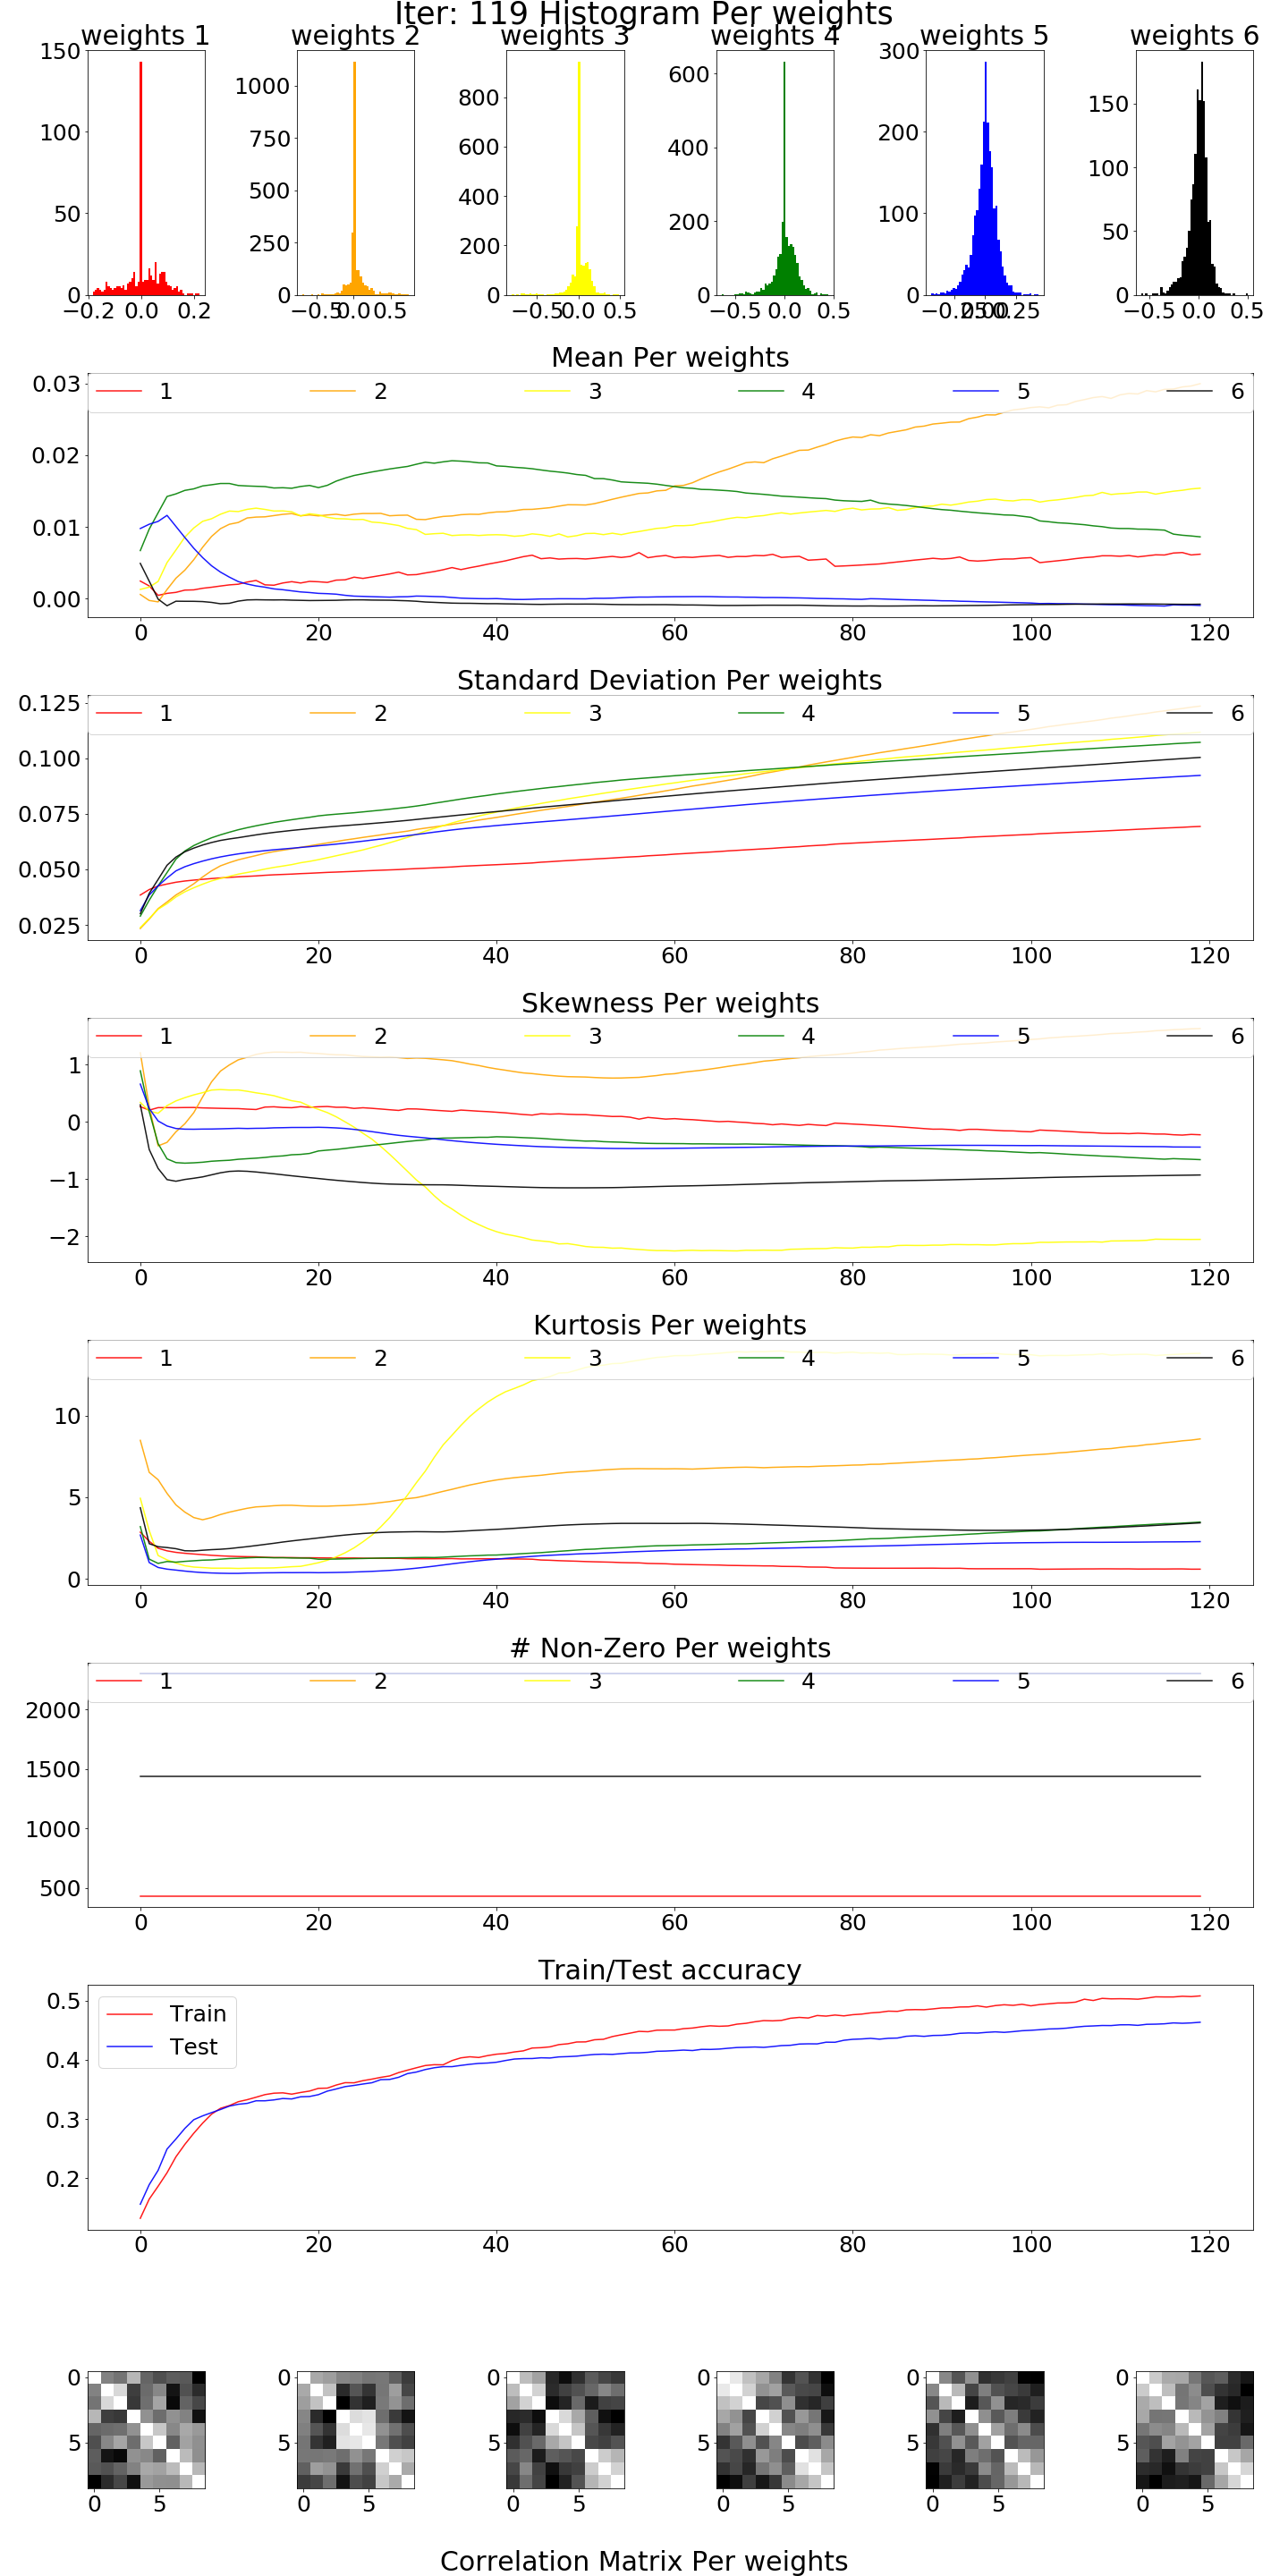 Iter: 119 Histogram Per weights
weights 1 weights 2 weights 3 weights 4 weights 5 weights 6
150 100 50 0
−0.2 0.0 0.2
1000 750 500 250 0
−0.5 0.0 0.5
800 600 400 200 0
−0.5 0.0 0.5
600 400 200 0
−0.5 0.0 0.5
300 200 100 0
−0.25 0.00 0.25
150 100 50 0
−0.5 0.0 0.5
Mean Per weights
1 2 3 4 5 6
0.03
0.02
0.01
0.00
0 20 40 60 80 100 120
Standard Deviation Per weights
1 2 3 4 5 6
0.125
0.100
0.075
0.050
0.025
0 20 40 60 80 100 120
Skewness Per weights
1 2 3 4 5 6
1
0
−1
−2
0 20 40 60 80 100 120
Kurtosis Per weights
1 2 3 4 5 6
10
5
0
0 20 40 60 80 100 120
# Non-Zero Per weights
1 2 3 4 5 6
2000
1500
1000
500
0 20 40 60 80 100 120
Train/Test accuracy
Train
Test
0.5
0.4
0.3
0.2
0 20 40 60 80 100 120
0 0 0 0 0 0
5 5 5 5 5 5
0 5 0 5 0 5 0 5 0 5 0 5
Correlation Matrix Per weights